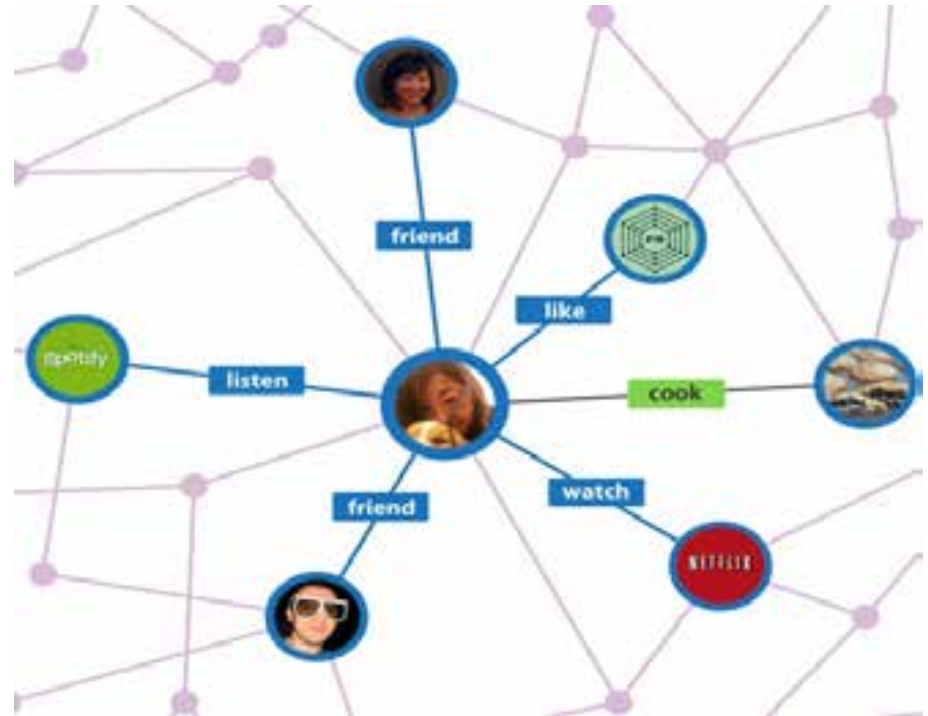 friend
like
Spotify
listen
cook
friend
watch
NETFLIX